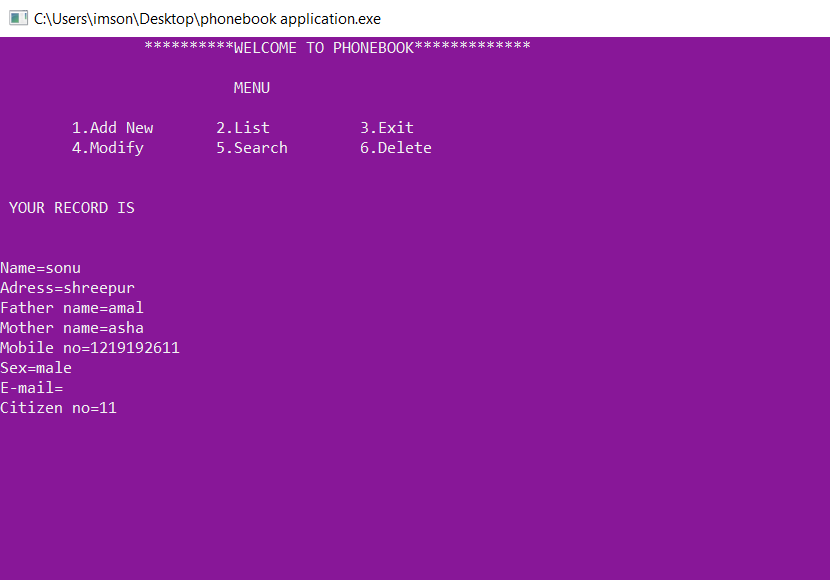 C:\Users\imson\Desktop\phonebook application.exe
**********WELCOME TO PHONEBOOK*************
MENU
1.Add New 2.List 3.Exit
4.Modify 5.Search 6.Delete
YOUR RECORD IS
Name=sonu
Adress=shreepur
Father name=amal
Mother name=asha
Mobile no=1219192611
Sex=male
E-mail=
Citizen no=11